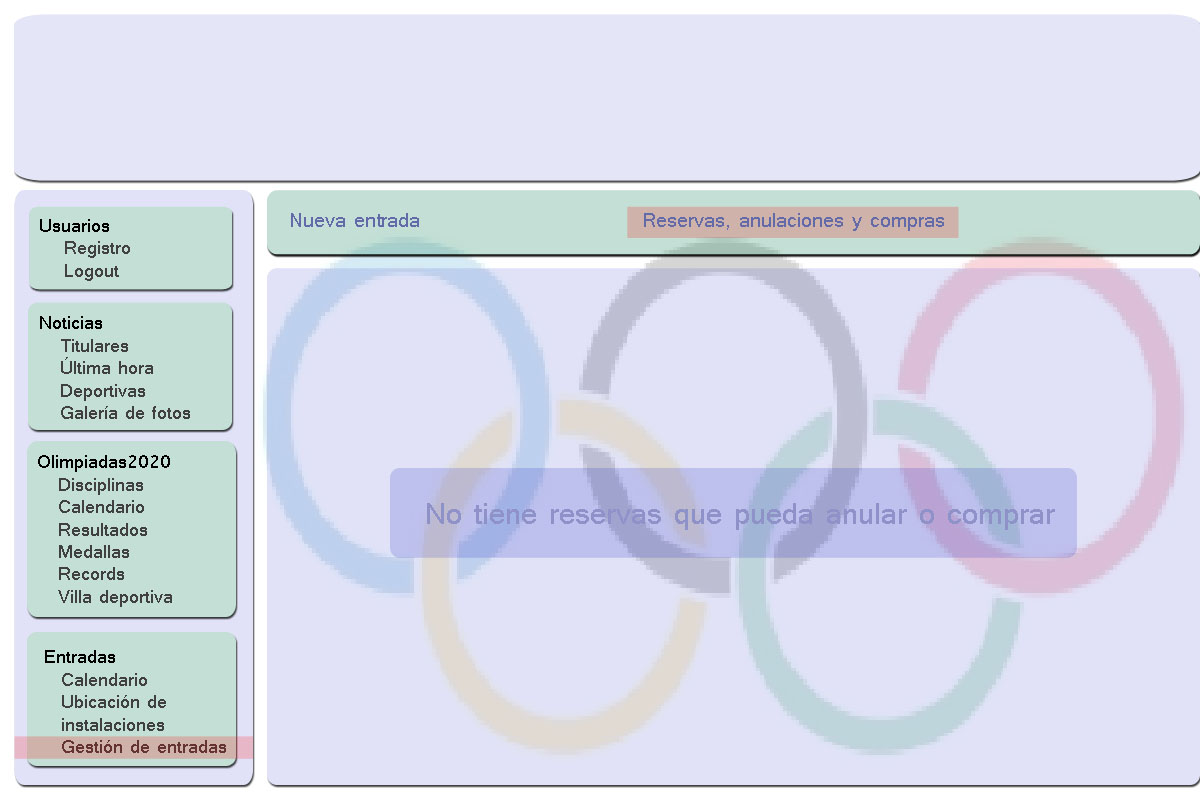 Usuarios
Registro
Logout
Noticias
Titulares
Última hora
Deportivas
Galería de fotos
Olimpiadas2020
Disciplinas
Calendario
Resultados
Medallas
Records
Villa deportiva
Entradas
Calendario
Ubicación de
instalaciones
Gestión de entradas
Nueva entrada
Reservas, anulaciones y compras
No tiene reservas que pueda anular o comprar